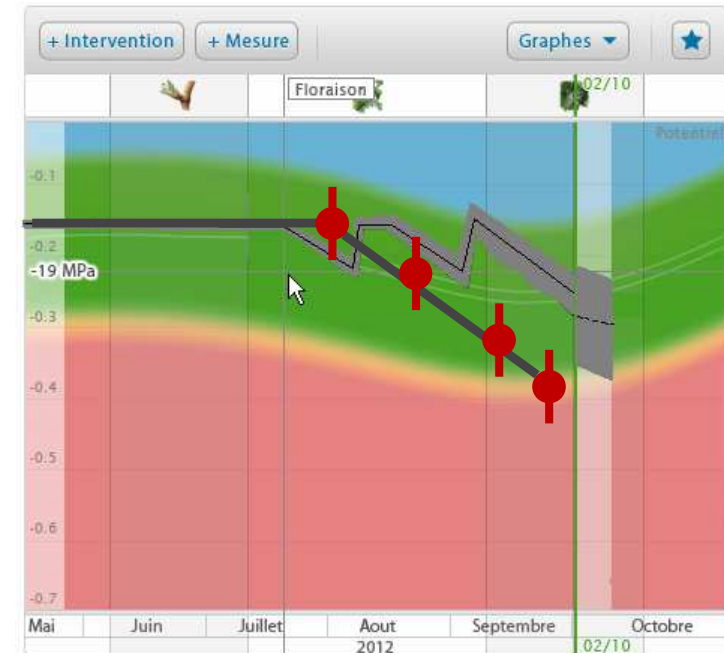 + Intervention + Mesure Graphes
Floraison 02/10
Potentiel
-0.1
-0.2
-19 MPa
-0.3
-0.4
-0.5
-0.6
-0.7
Mai Juin Juillet Aout Septembre Octobre
2012 02/10